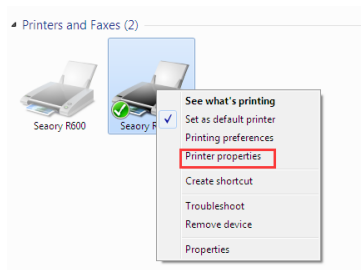 Printers and Faxes (2)
Seaory R600
Seaory
See what's printing
Set as default printer
Printing preferences
Printer properties
Create shortcut
Troubleshoot
Remove device
Properties